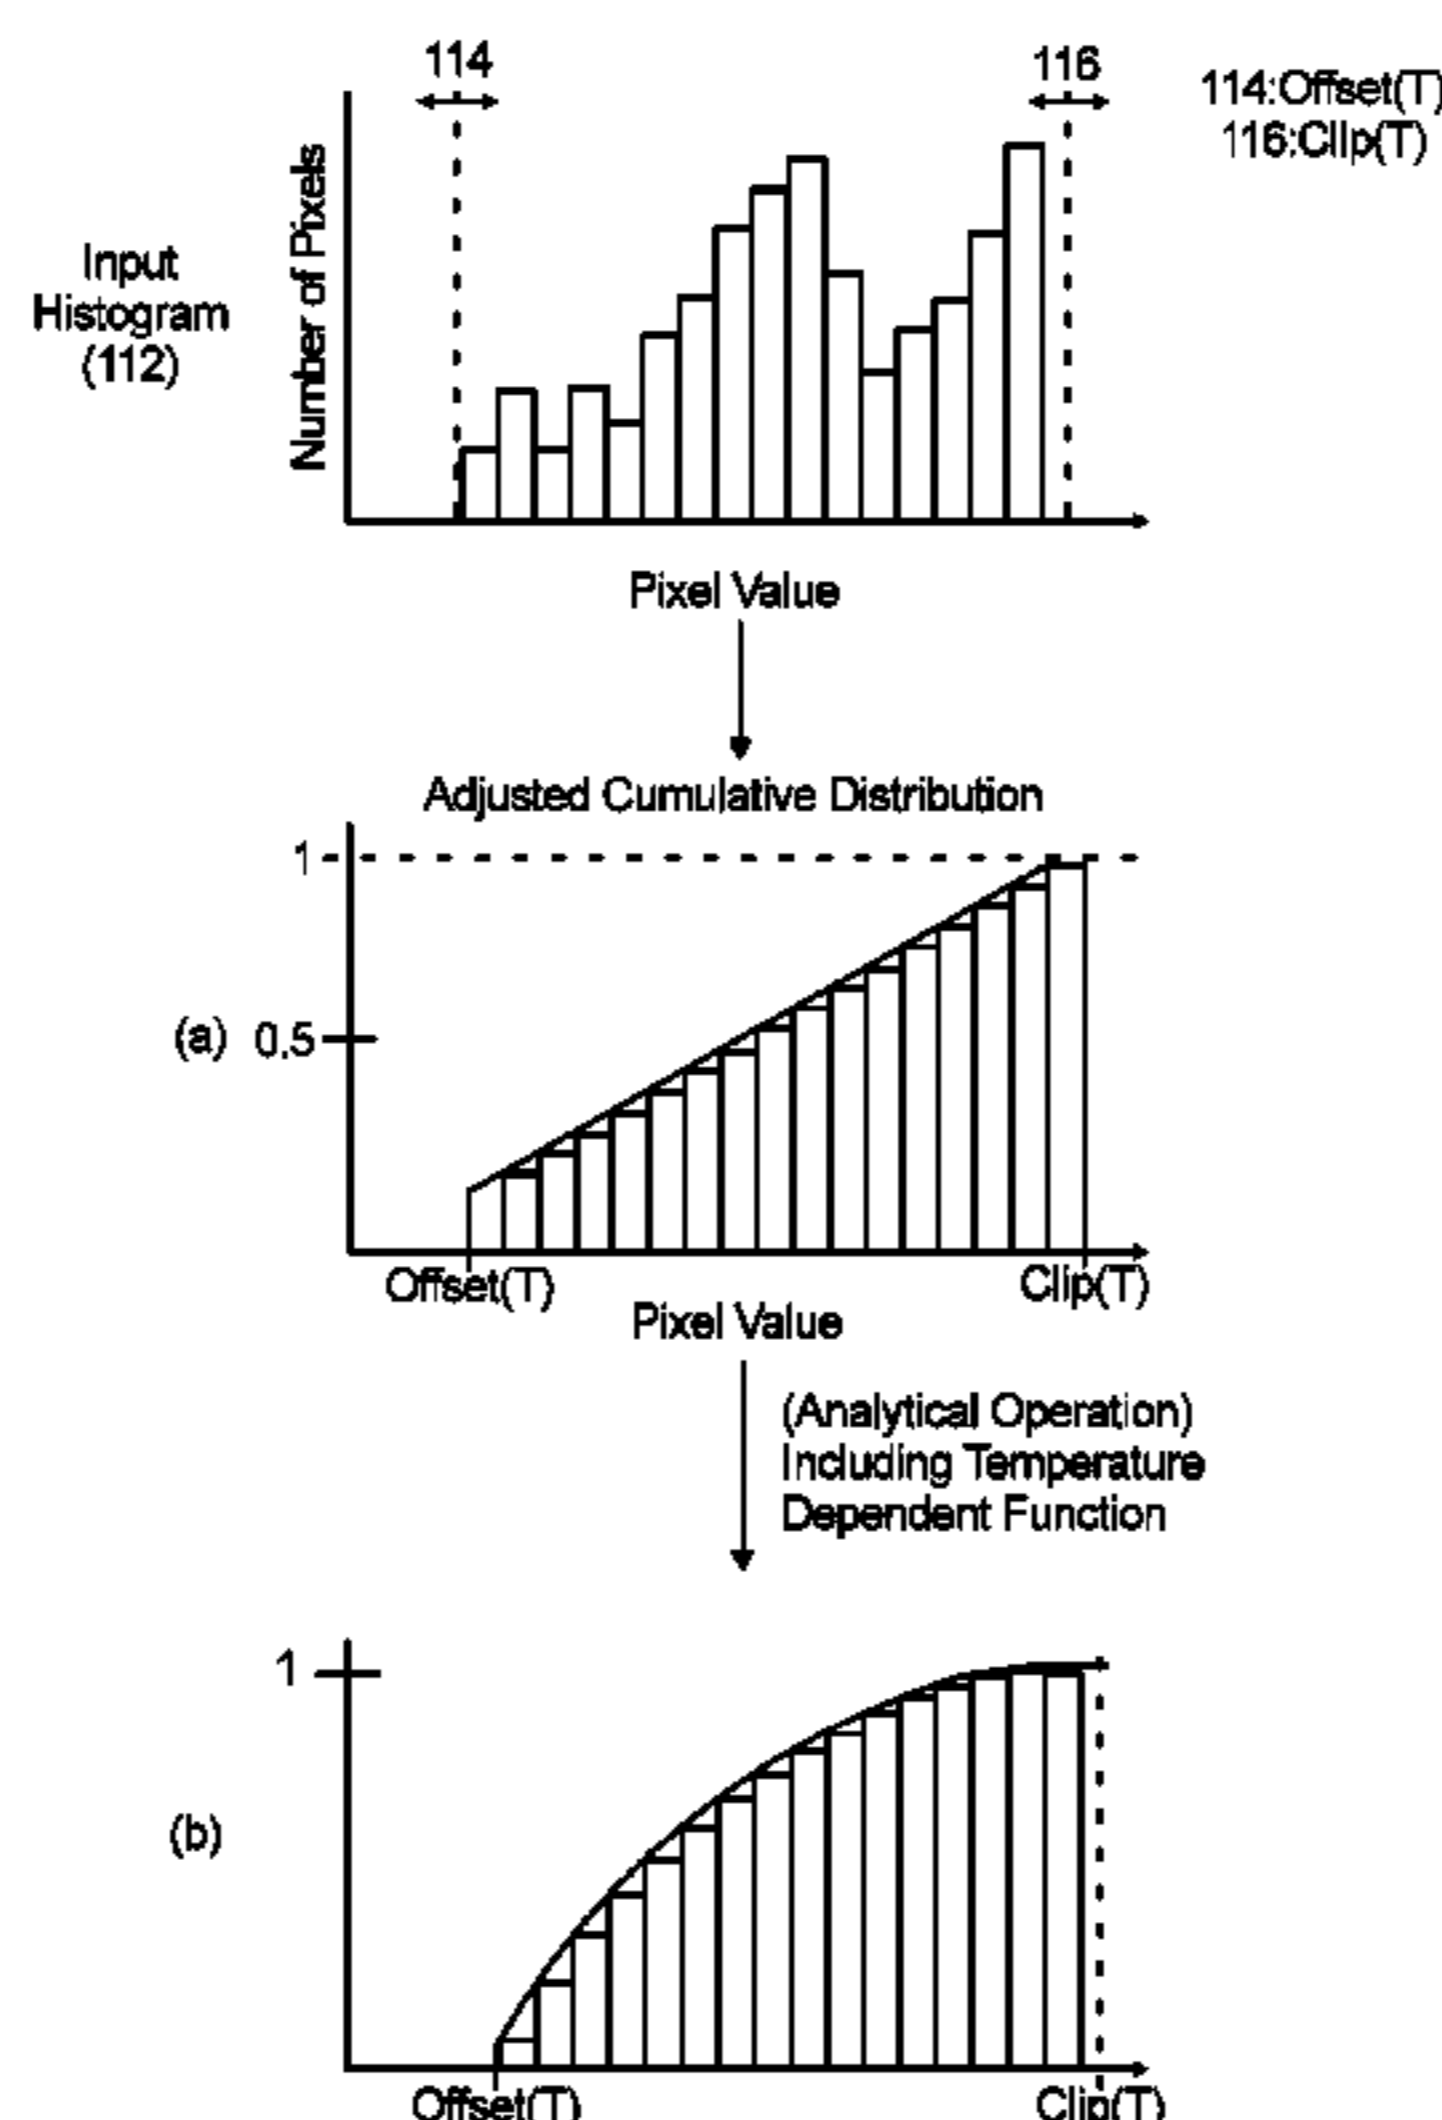 114
116
114:Offset(T)
116:Clip(T)
Number of Pixels
Input
Histogram
(112)
Pixel Value
Adjusted Cumulative Distribution
1
(a) 0.5
Offset(T)
Clip(T)
Pixel Value
(Analytical Operation)
Including Temperature
Dependent Function
1
(b)
Offset(T)
Clip(T)